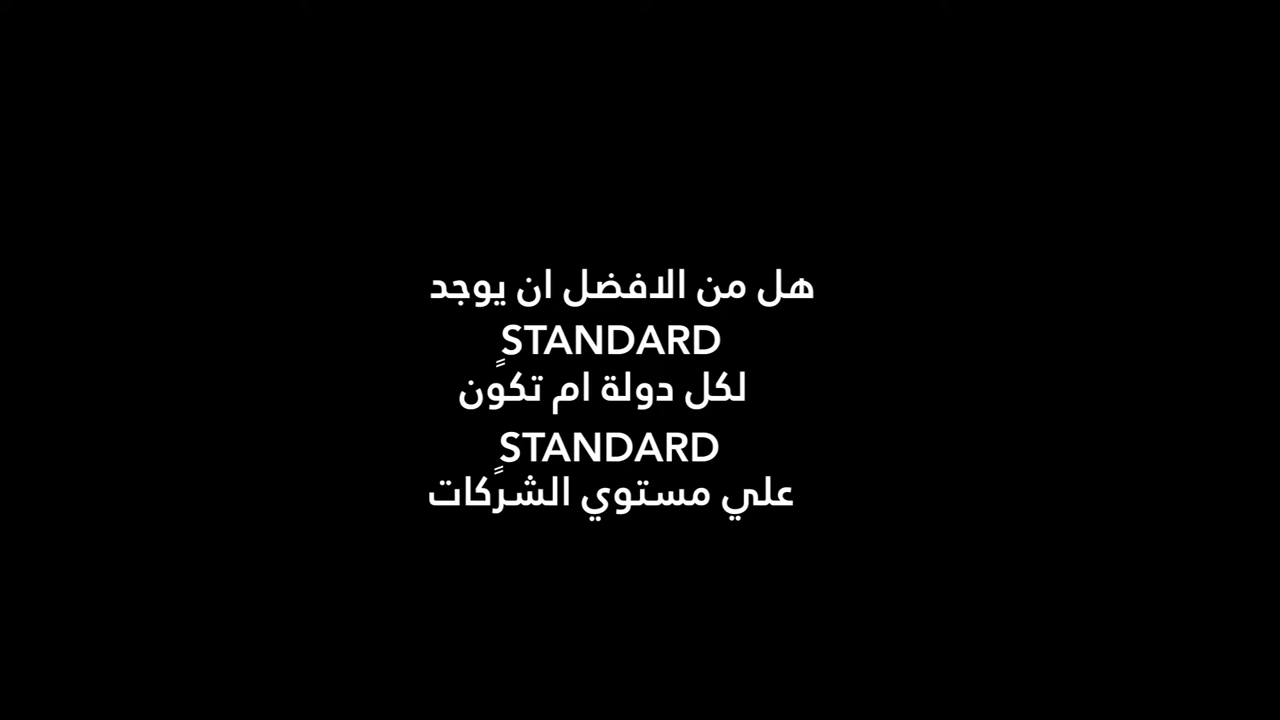 هل من الافضل ان يوجد
STANDARDٍ
لكل دولة ام تكون
STANDARDٍ
علي مستوي الشركات